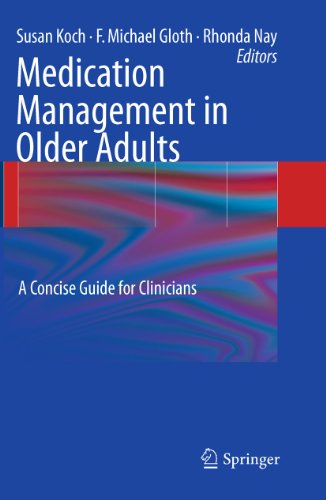 Susan Koch · F. Michael Gloth · Rhonda Nay
Editors
Medication
Management in
Older Adults
A Concise Guide for Clinicians
Springer